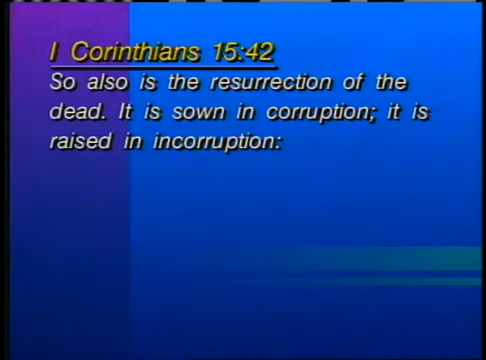 I Corinthians 15:42
So also is the resurrection of the
dead. It is sown in corruption; it is
raised in incorruption: